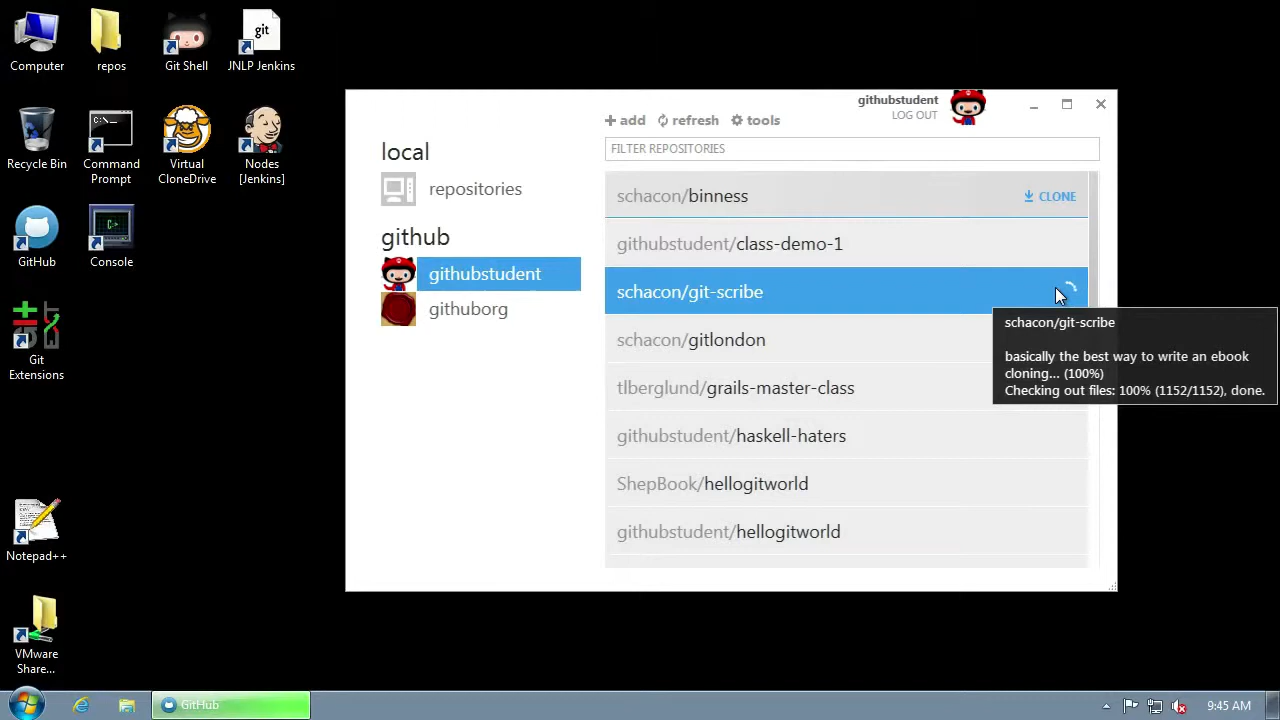 Computer
repos
Git Shell
git
JNLP Jenkins
Recycle Bin
C:\
Command
Prompt
Virtual
CloneDrive
Nodes
[Jenkins]
GitHub
Console
Git
Extensions
Notepad++
VMware
Share...
githubstudent
LOG OUT
add
refresh
tools
FILTER REPOSITORIES
local
repositories
github
githubstudent
githuborg
schacon/binness
CLONE
githubstudent/class-demo-1
schacon/git-scribe
schacon/gitlondon
tlberglund/grails-master-class
githubstudent/haskell-haters
ShepBook/hellogitworld
githubstudent/hellogitworld
schacon/git-scribe
basically the best way to write an ebook
cloning... (100%)
Checking out files: 100% (1152/1152), done.
GitHub
9:45 AM